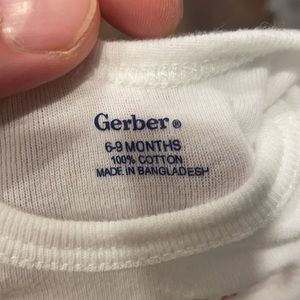 Gerber®
6-9 MONTHS
100% COTTON
MADE IN BANGLADESH